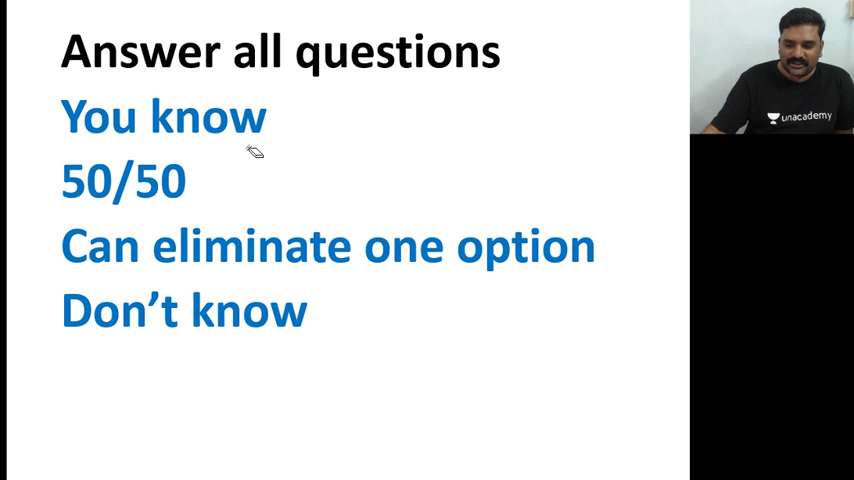 Answer all questions
You know
50/50
Can eliminate one option
Don’t know
unacademy